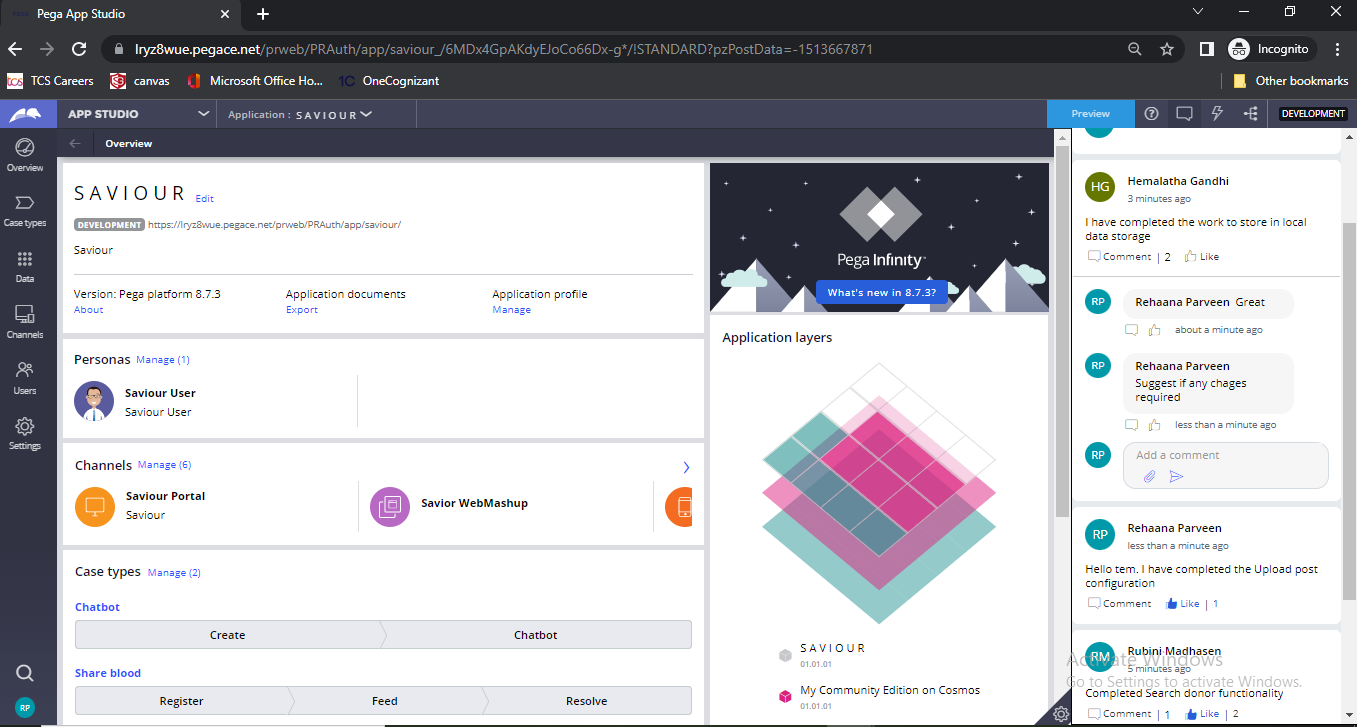 Pega App Studio
lryz8wue.pegace.net/prweb/PRAuth/app/saviour_/6MDx4GpAKdyEJoCo66Dx-g*/!STANDARD?pzPostData=-1513667871
Incognito
TCS Careers
canvas
Microsoft Office Ho...
1C OneCognizant
Other bookmarks
APP STUDIO
Application : S A V I O U R
Preview
DEVELOPMENT
Overview
Overview
Case types
Data
Channels
Users
Settings
RP
S A V I O U R Edit
DEVELOPMENT https://lryz8wue.pegace.net/prweb/PRAuth/app/saviour/
Saviour
Version: Pega platform 8.7.3
About
Application documents
Export
Application profile
Manage
Personas Manage (1)
Saviour User
Saviour User
Channels Manage (6)
Saviour Portal
Saviour
Savior WebMashup
Case types Manage (2)
Chatbot
Create Chatbot
Share blood
Register Feed Resolve
Pega Infinity™
What's new in 8.7.3?
Application layers
S A V I O U R
01.01.01
My Community Edition on Cosmos
01.01.01
HG
Hemalatha Gandhi
3 minutes ago
I have completed the work to store in local
data storage
Comment | 2 Like
RP
Rehaana Parveen Great
about a minute ago
RP
Rehaana Parveen
Suggest if any chages
required
less than a minute ago
RP
Add a comment
RP
Rehaana Parveen
less than a minute ago
Hello tem. I have completed the Upload post
configuration
Comment Like | 1
RM
Rubini Madhasen
5 minutes ago
Completed Search donor functionality
Comment | 1 Like | 2
Activate Windows
Go to Settings to activate Windows.